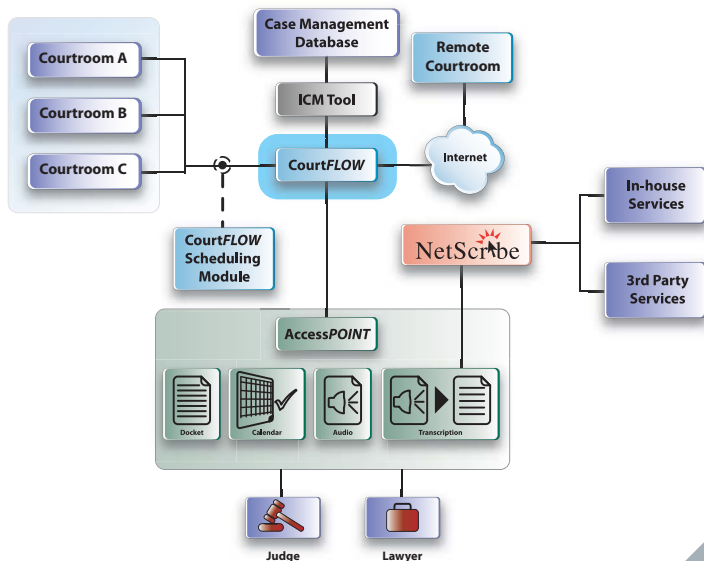 Case Management
Database
Remote
Courtroom
Courtroom A
ICM Tool
Courtroom B
Internet
Courtroom C
CourtFLOW
In-house
Services
NetScribe
CourtFLOW
Scheduling
Module
3rd Party
Services
AccessPOINT
Docket
Calendar
Audio
Transcription
Judge
Lawyer